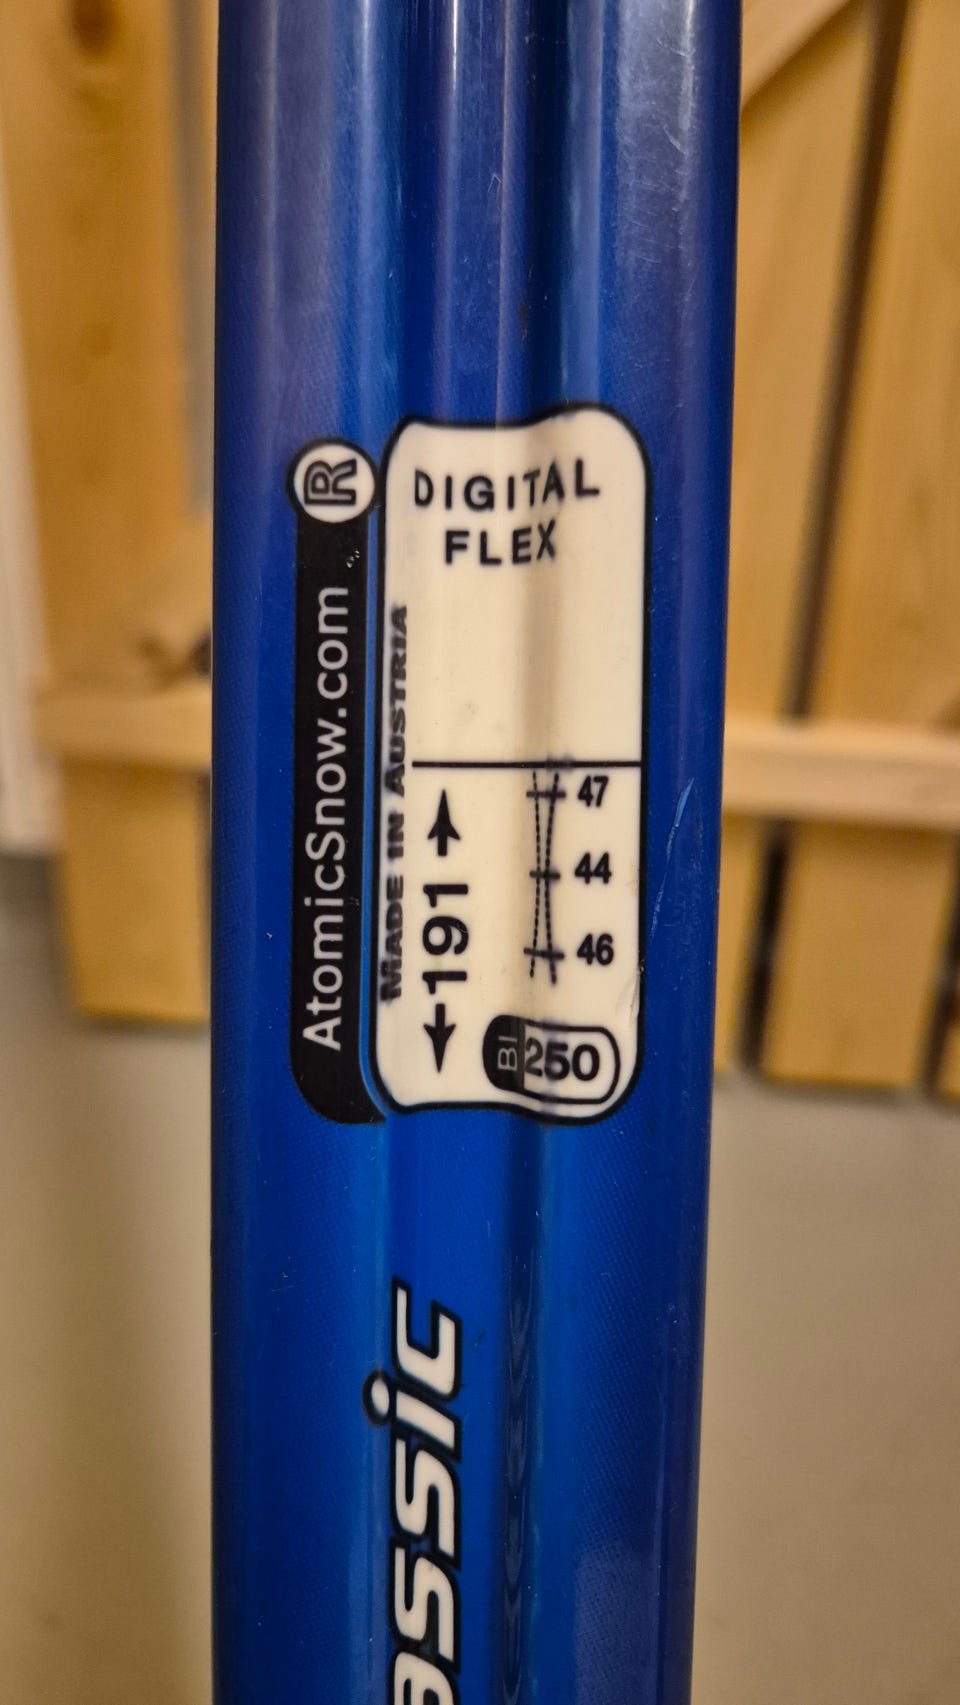 DIGITAL
FLEX
AtomicSnow.com
®
MADE IN AUSTRIA
191
47
44
46
BI 250
assic